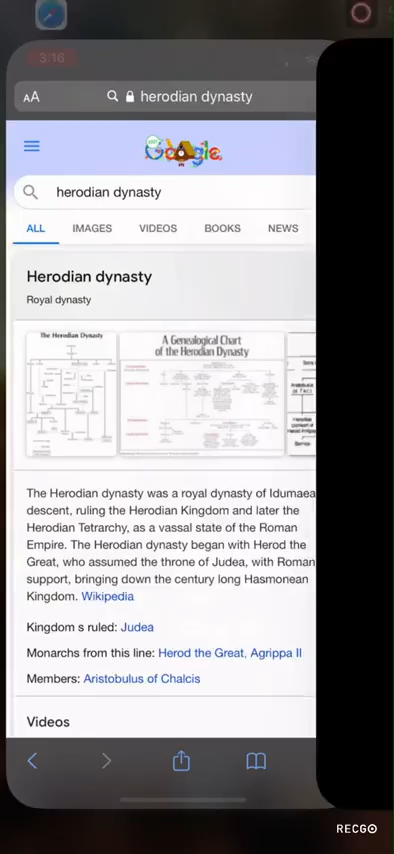 3:16
AA
herodian dynasty
Google
herodian dynasty
ALL IMAGES VIDEOS BOOKS NEWS
Herodian dynasty
Royal dynasty
The Herodian Dynasty
A Genealogical Chart
of the Herodian Dynasty
The Herodian dynasty was a royal dynasty of Idumaea
descent, ruling the Herodian Kingdom and later the
Herodian Tetrarchy, as a vassal state of the Roman
Empire. The Herodian dynasty began with Herod the
Great, who assumed the throne of Judea, with Roman
support, bringing down the century long Hasmonean
Kingdom. Wikipedia
Kingdom s ruled: Judea
Monarchs from this line: Herod the Great, Agrippa II
Members: Aristobulus of Chalcis
Videos
RECGO